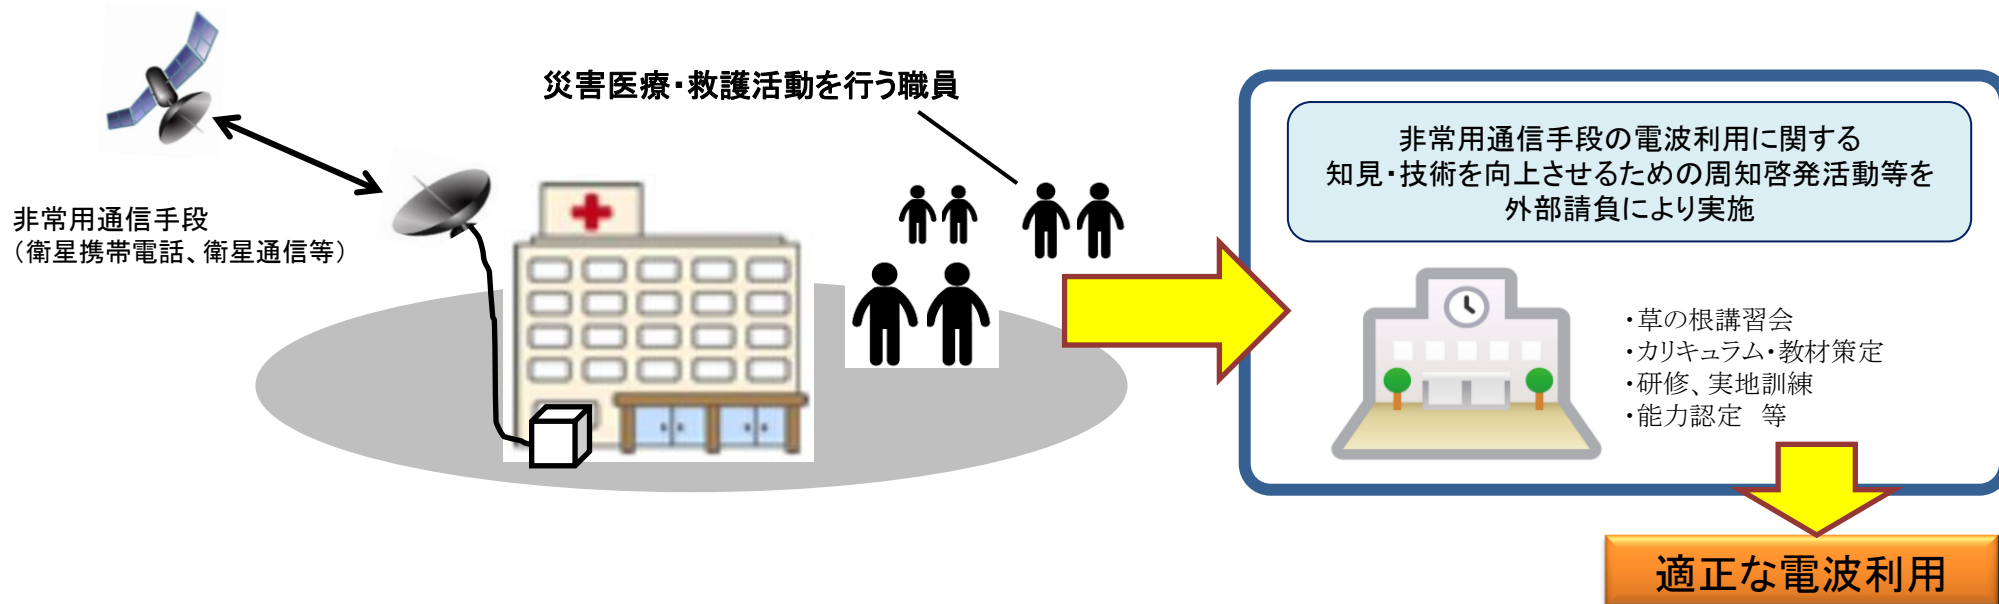 災害医療・救護活動を行う職員
非常用通信手段
（衛星携帯電話、衛星通信等）
非常用通信手段の電波利用に関する
知見・技術を向上させるための周知啓発活動等を
外部請負により実施
・草の根講習会
・カリキュラム・教材策定
・研修、実地訓練
・能力認定　等
適正な電波利用